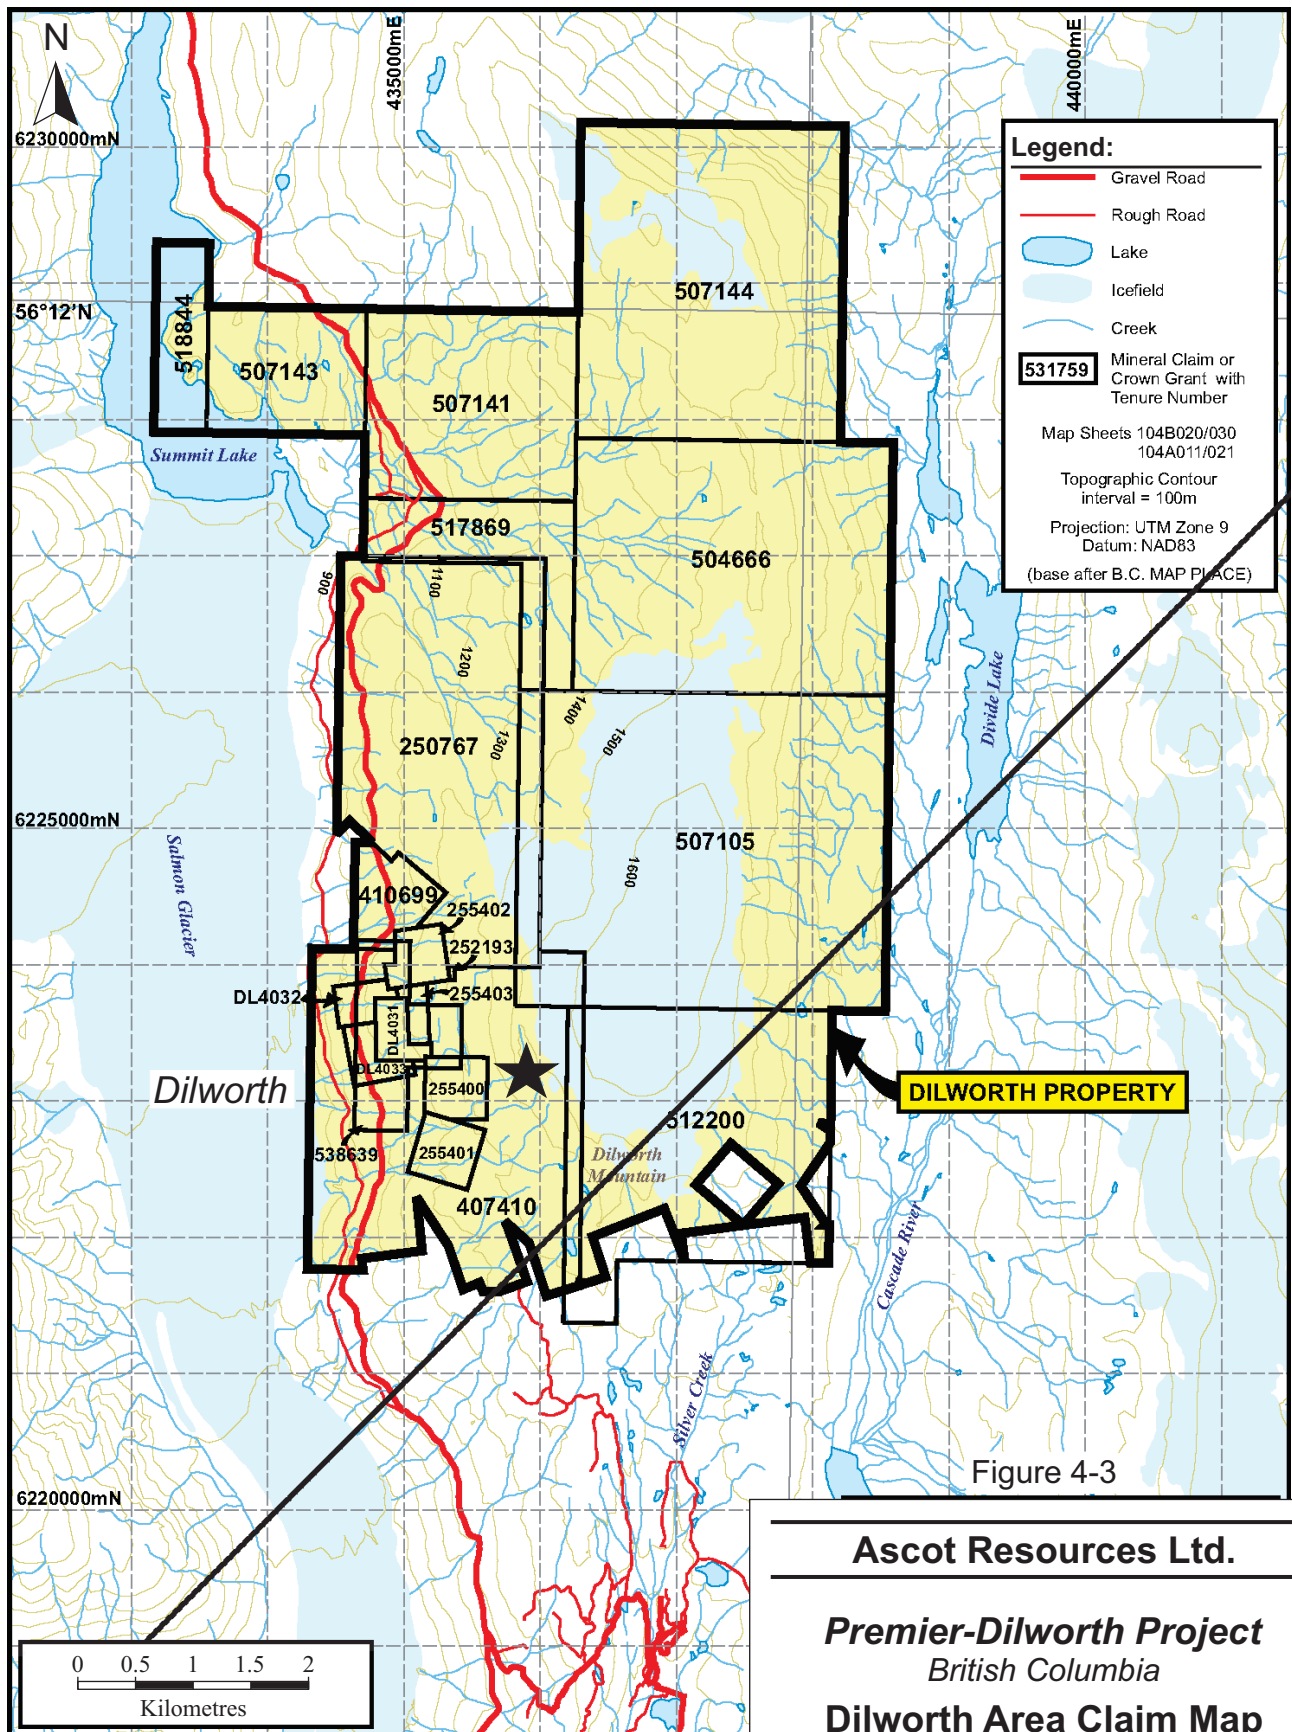 N
435000mE
440000mE
6230000mN
56°12'N
6225000mN
6220000mN
Legend:
Gravel Road
Rough Road
Lake
Icefield
Creek
531759
Mineral Claim or
Crown Grant with
Tenure Number
Map Sheets 104B020/030
104A011/021
Topographic Contour
interval = 100m
Projection: UTM Zone 9
Datum: NAD83
(base after B.C. MAP PLACE)
507144
518844
507143
507141
Summit Lake
517869
504666
900
1100
1200
1300
1400
1500
1600
Divide Lake
250767
507105
Salmon Glacier
410699
255402
252193
255403
DL4032
DL4031
DL4033
255400
Dilworth
DILWORTH PROPERTY
512200
538639
255401
Dilworth
Mountain
407410
Cascade River
Silver Creek
Figure 4-3
Ascot Resources Ltd.
Premier-Dilworth Project
British Columbia
Dilworth Area Claim Map
0 0.5 1 1.5 2
Kilometres